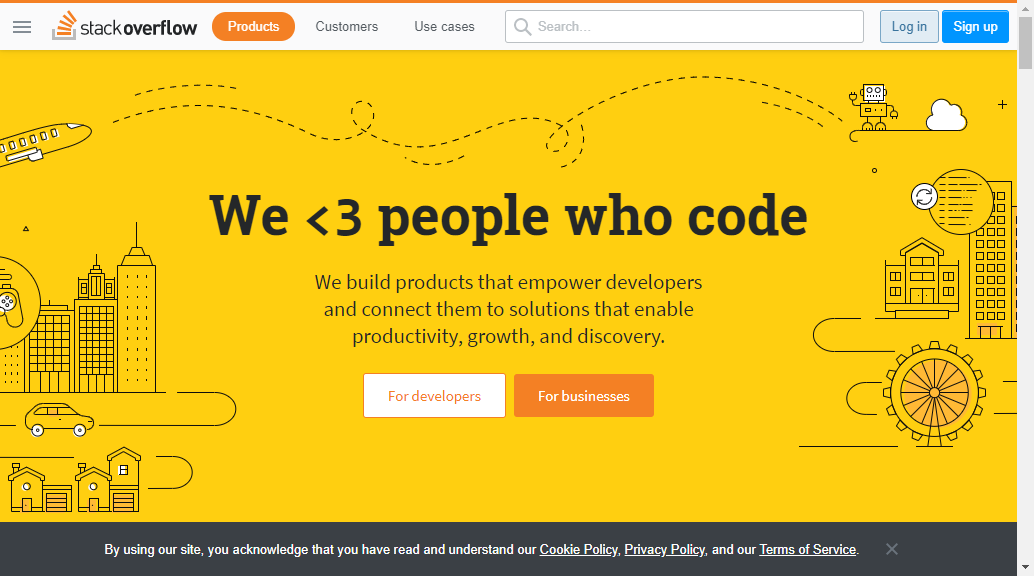 stackoverflow Products Customers Use cases Search... Log in Sign up
We <3 people who code
We build products that empower developers
and connect them to solutions that enable
productivity, growth, and discovery.
For developers For businesses
By using our site, you acknowledge that you have read and understand our Cookie Policy, Privacy Policy, and our Terms of Service.